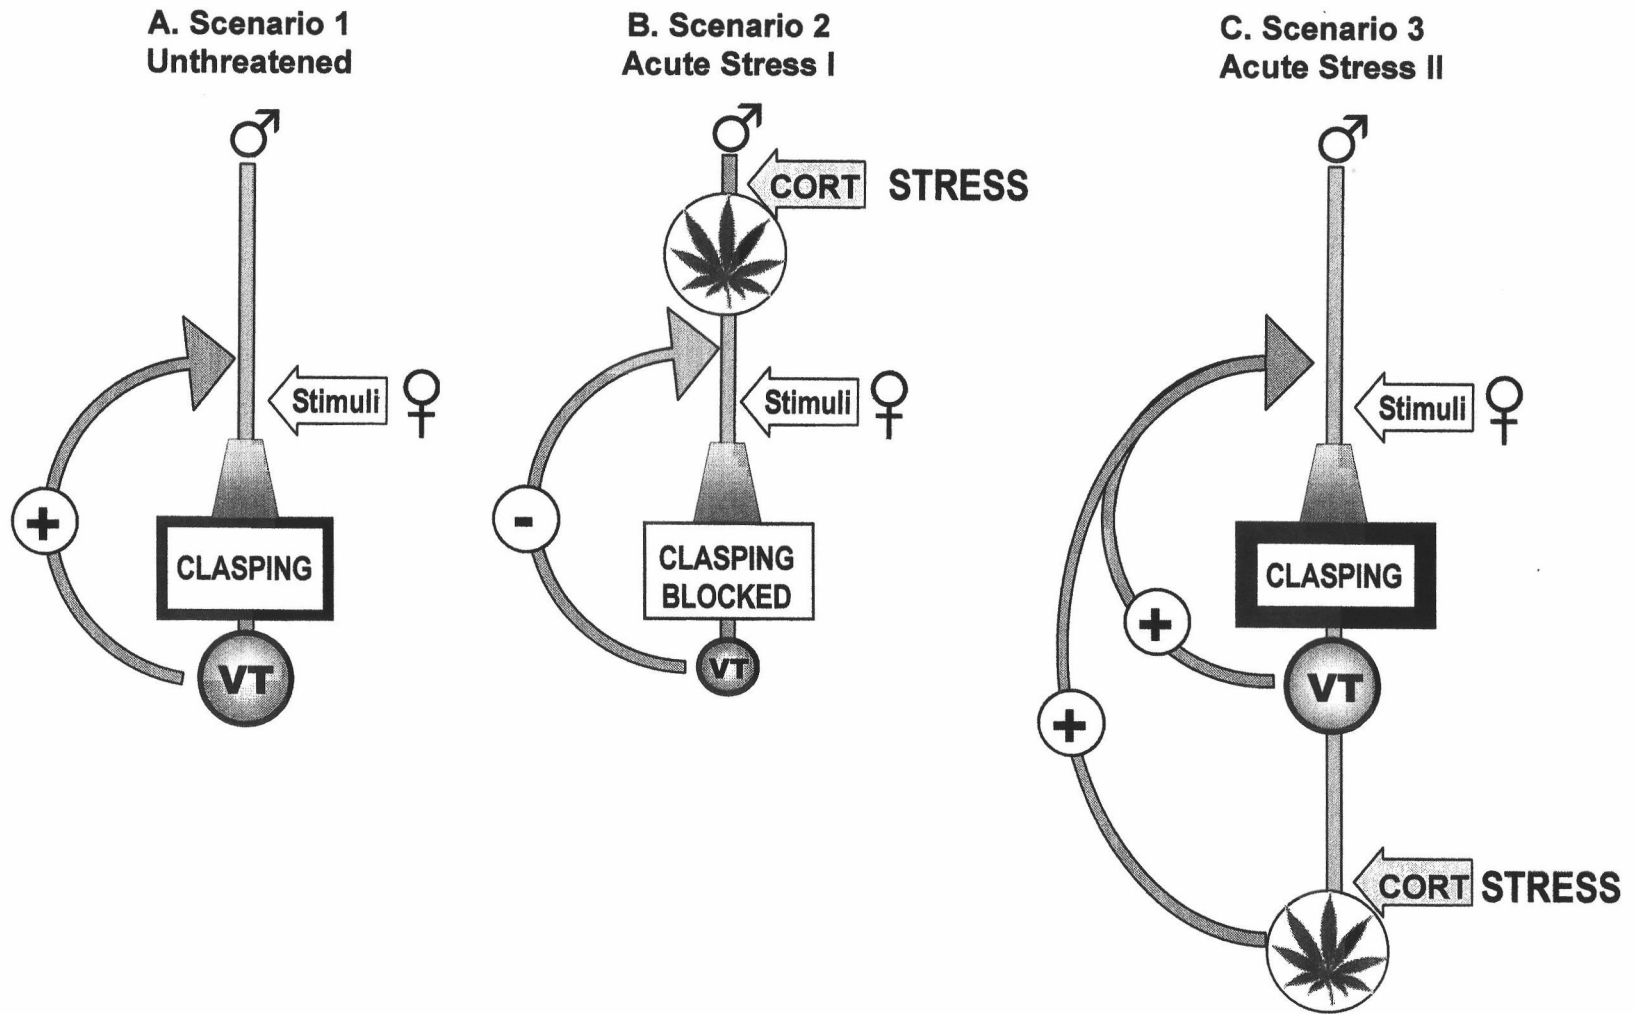 A. Scenario 1
Unthreatened
Stimuli
+
CLASPING
VT
B. Scenario 2
Acute Stress I
CORT STRESS
Stimuli
-
CLASPING
BLOCKED
VT
C. Scenario 3
Acute Stress II
Stimuli
CLASPING
+
VT
+
CORT STRESS